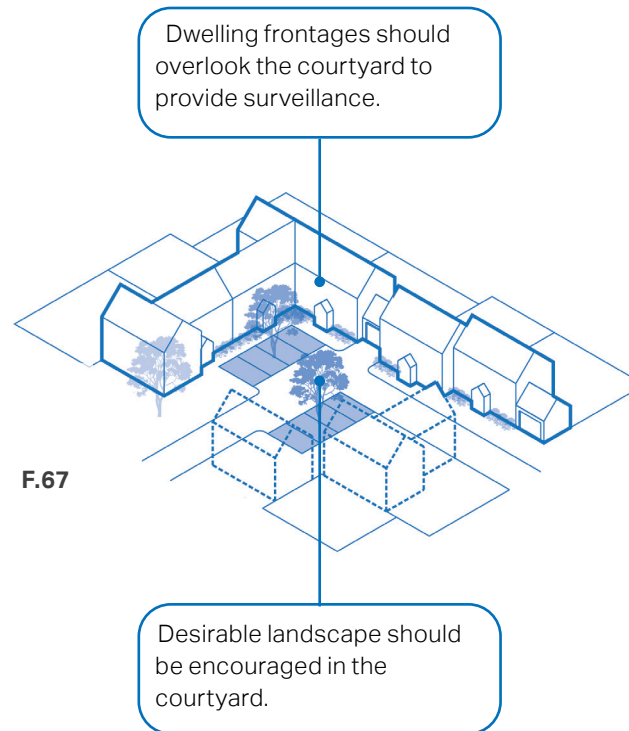 Dwelling frontages should
overlook the courtyard to
provide surveillance.
F.67
Desirable landscape should
be encouraged in the
courtyard.